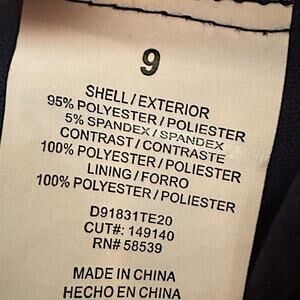 9
SHELL/EXTERIOR
95% POLYESTER/POLIESTER
5% SPANDEX/SPANDEX
CONTRAST/CONTRASTE
100% POLYESTER/POLIESTER
LINING/FORRO
100% POLYESTER/POLIESTER
D91831TE20
CUT#: 149140
RN# 58539
MADE IN CHINA
HECHO EN CHINA